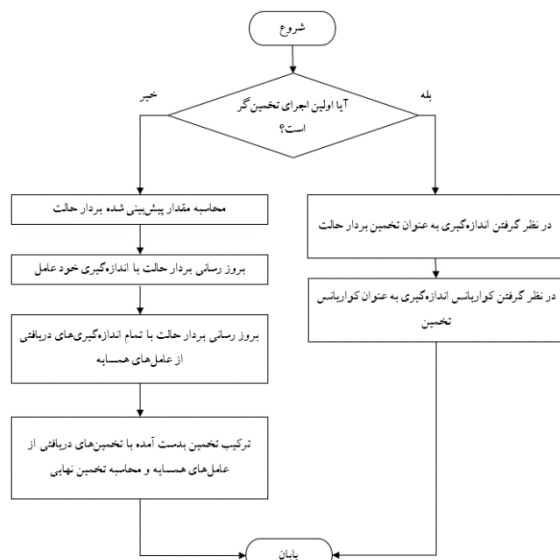 شروع
آیا اولین اجرای تخمین‌گر
است؟
بله
خیر
در نظر گرفتن اندازه‌گیری به عنوان تخمین بردار حالت
در نظر گرفتن کواریانس اندازه‌گیری به عنوان کواریانس
تخمین
محاسبه مقدار پیش‌بینی شده بردار حالت
بروز رسانی بردار حالت با اندازه‌گیری خود عامل
بروز رسانی بردار حالت با تمام اندازه‌گیری‌های دریافتی
از عامل‌های همسایه
ترکیب تخمین بدست آمده با تخمین‌های دریافتی از
عامل‌های همسایه و محاسبه تخمین نهایی
پایان